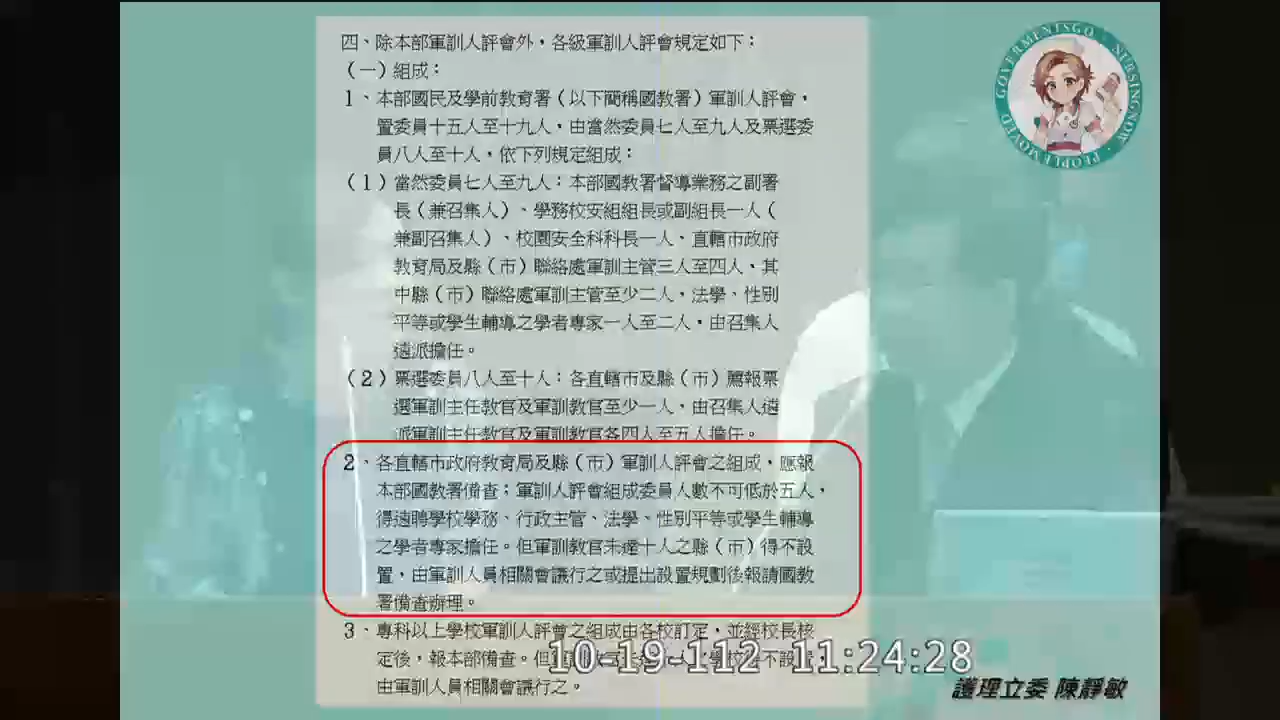 四、除本部軍訓人評會外，各級軍訓人評會規定如下：
（一）組成：
1、本部國民及學前教育署（以下簡稱國教署）軍訓人評會，
置委員十五人至十九人，由當然委員七人至九人及票選委
員八人至十人，依下列規定組成：
（1）當然委員七人至九人：本部國教署督導業務之副署
長（兼召集人）、學務校安組組長或副組長一人（
兼副召集人）、校園安全科科長一人、直轄市政府
教育局及縣（市）聯絡處軍訓主管三人至四人，其
中縣（市）聯絡處軍訓主管至少二人，法學、性別
平等或學生輔導之學者專家一人至二人，由召集人
遴派擔任。
（2）票選委員八人至十人：各直轄市及縣（市）薦報票
選軍訓主任教官及軍訓教官至少一人，由召集人遴
派軍訓主任教官及軍訓教官各四人至五人擔任。
2、各直轄市政府教育局及縣（市）軍訓人評會之組成，應報
本部國教署備查；軍訓人評會組成委員人數不可低於五人，
得遴聘學校學務、行政主管、法學、性別平等或學生輔導
之學者專家擔任。但軍訓教官未達十人之縣（市）得不設
置，由軍訓人員相關會議行之或提出設置規劃後報請國教
署備查辦理。
3、專科以上學校軍訓人評會之組成由各校訂定，並經校長核
定後，報本部備查。但
由軍訓人員相關會議行之。
10-19-112 11:24:28
護理立委 陳靜敏
GOVERMENTSGO · NURSINGNOW · PEOPLEMOVED